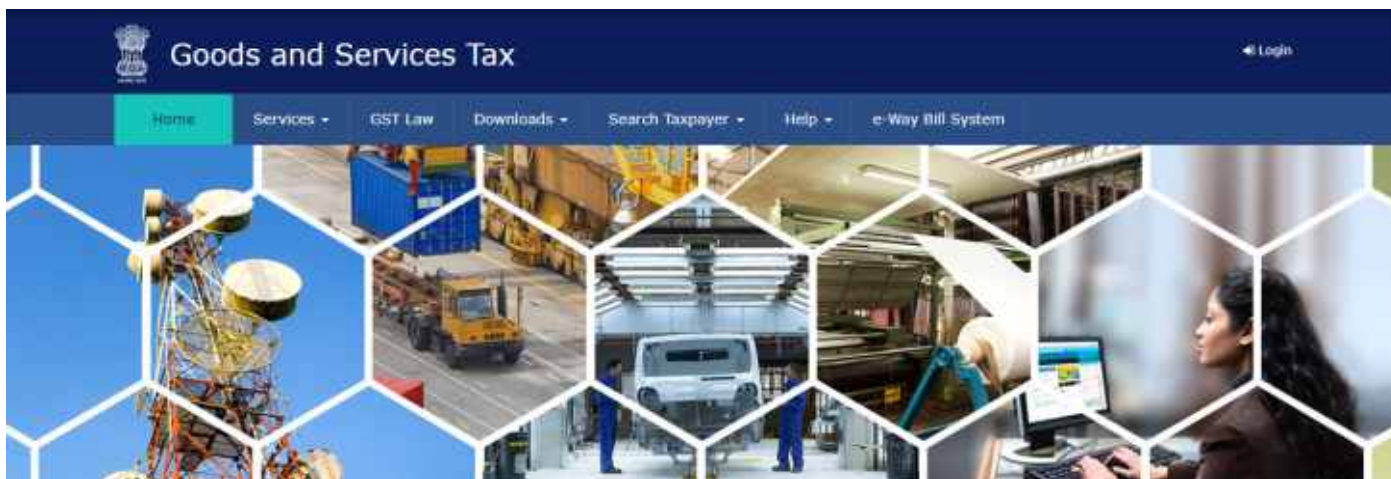 Goods and Services Tax
Login
Home
Services
GST Law
Downloads
Search Taxpayer
Help
e-Way Bill System